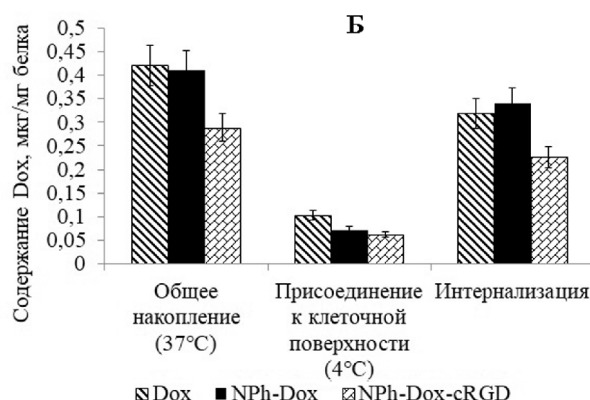 Б
Содержание Dox, мкг/мг белка
0,5
0,45
0,4
0,35
0,3
0,25
0,2
0,15
0,1
0,05
0
Общее
накопление
(37°C)
Присоединение
к клеточной
поверхности
(4°C)
Интернализация
Dox
NPh-Dox
NPh-Dox-cRGD